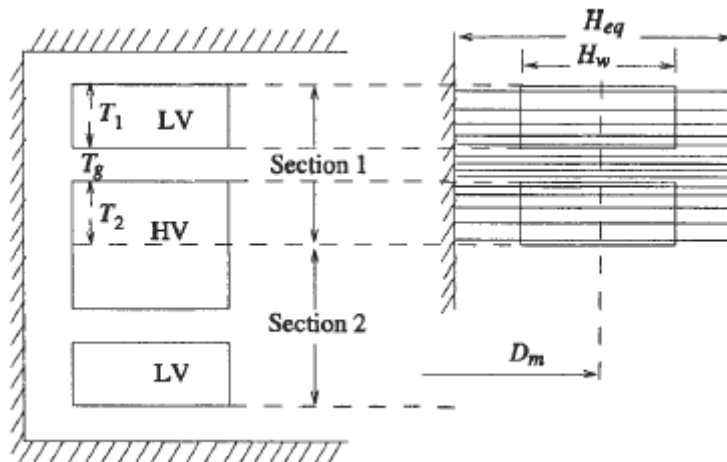 H_eq
H_w
T_1 LV
T_g
Section 1
T_2
HV
Section 2
D_m
LV